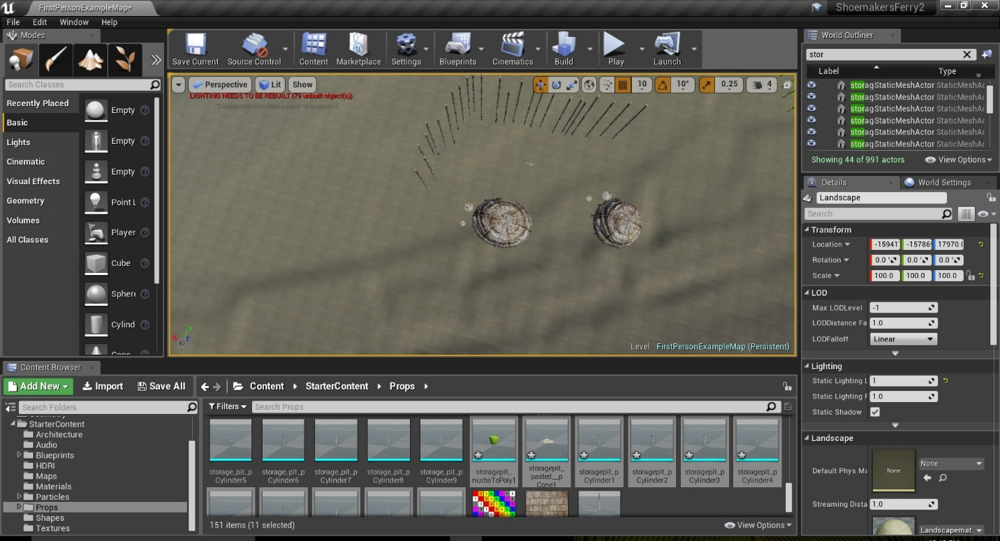 FirstPersonExampleMap*
ShoemakersFerry2
File Edit Window Help
Modes
Search Classes
Recently Placed
Basic
Lights
Cinematic
Visual Effects
Geometry
Volumes
All Classes
Empty
Empty
Empty
Point L
Player
Cube
Spher
Cylind
Save Current Source Control Content Marketplace Settings Blueprints Cinematics Build Play Launch
Perspective Lit Show 10 10° 0.25 4
LIGHTING NEEDS TO BE REBUILT (79 unbuilt object(s))
'DisableAllScreenMessages' to suppress
X Y Z
Level: FirstPersonExampleMap (Persistent)
World Outliner
stor
Label Type
storagStaticMeshActor StaticMeshAc
storagStaticMeshActor StaticMeshAc
storagStaticMeshActor StaticMeshAc
storagStaticMeshActor StaticMeshAc
storagStaticMeshActor StaticMeshAc
storagStaticMeshActor StaticMeshAc
Showing 44 of 991 actors View Options
Details World Settings
Landscape
Search
Transform
Location -15941 -15786 17970.0
Rotation 0.0 ° 0.0 ° 0.0 °
Scale 100.0 100.0 100.0
LOD
Max LODLevel -1
LODDistance Fa 1.0
LODFalloff Linear
Lighting
Static Lighting L 1
Static Lighting F 1.0
Static Shadow
Landscape
Default Phys Ma None None
Streaming Dista 1.0
Landscapemat
Content Browser
Add New Import Save All Content StarterContent Props
Search Folders
StarterContent
Architecture
Audio
Blueprints
HDRI
Maps
Materials
Particles
Props
Shapes
Textures
Filters Search Props
storage_pit_p Cylinder5
storage_pit_p Cylinder6
storage_pit_p Cylinder7
storage_pit_p Cylinder8
storage_pit_p Cylinder9
storagepit_ nurbsToPoly1
storagepit_ pasted__p Cone1
storagepit_p Cylinder1
storagepit_p Cylinder2
storagepit_p Cylinder3
storagepit_p Cylinder4
151 items (11 selected) View Options